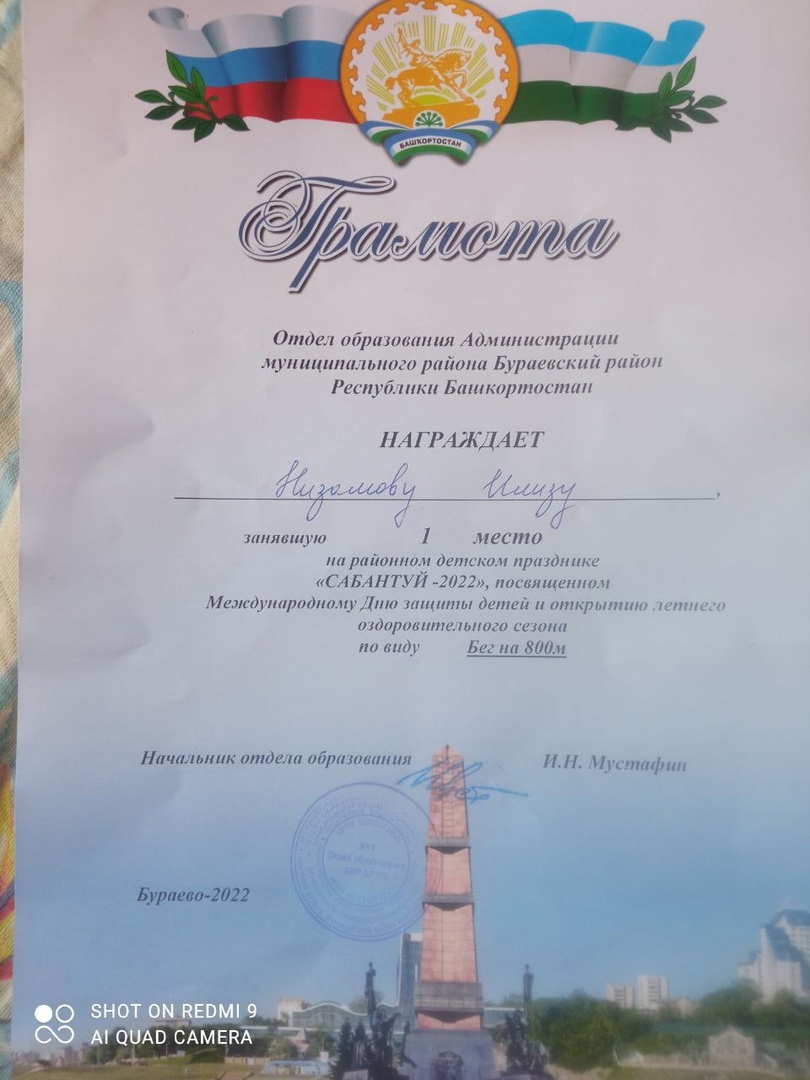 БАШКОРТОСТАН
Грамота
Отдел образования Администрации
муниципального района Бураевский район
Республики Башкортостан
НАГРАЖДАЕТ
Низамову Илизу,
занявшую 1 место
на районном детском празднике
«САБАНТУЙ -2022», посвященном
Международному Дню защиты детей и открытию летнего
оздоровительного сезона
по виду Бег на 800м
Начальник отдела образования И.Н. Мустафин
Отдел образования
Бураево-2022
SHOT ON REDMI 9
AI QUAD CAMERA